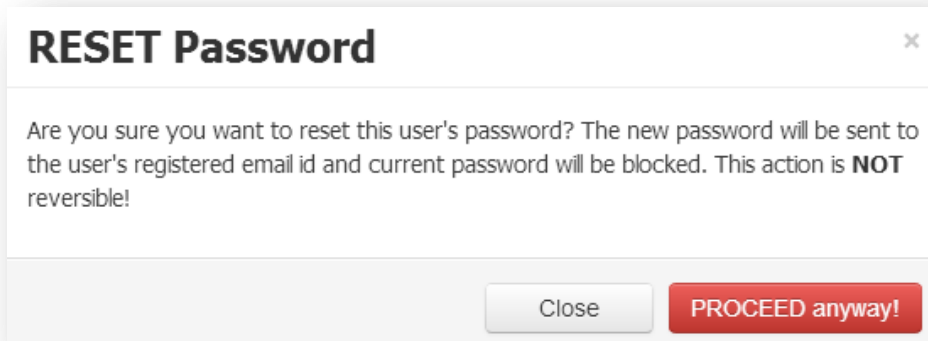 RESET Password
×
Are you sure you want to reset this user's password? The new password will be sent to
the user's registered email id and current password will be blocked. This action is NOT
reversible!
Close
PROCEED anyway!